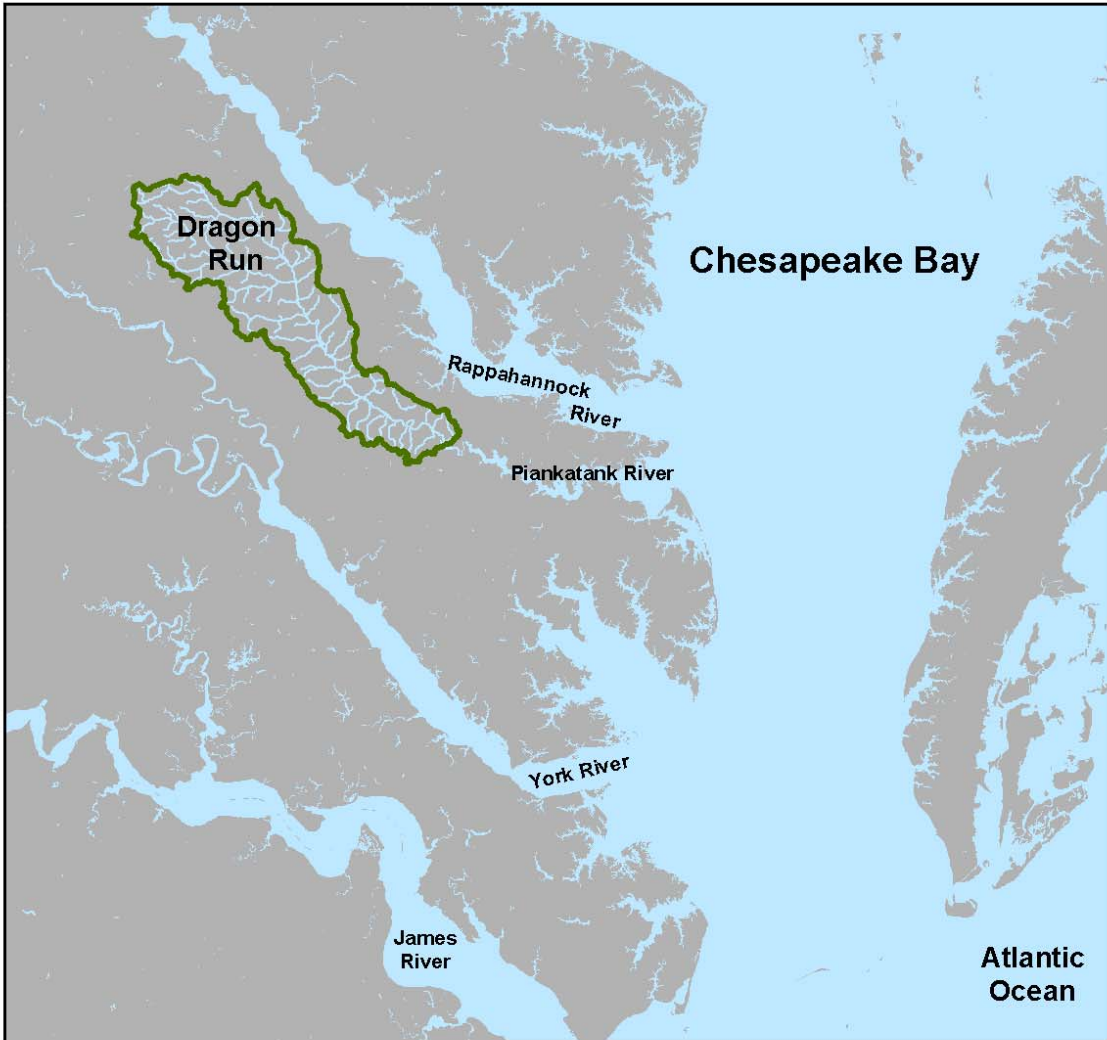 Dragon
Run
Chesapeake Bay
Rappahannock
River
Piankatank River
York River
James
River
Atlantic
Ocean